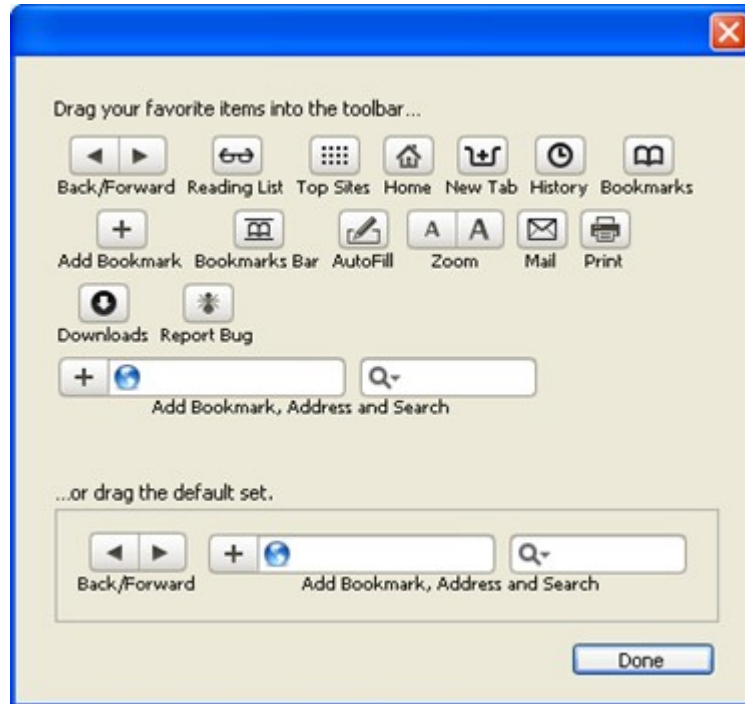 Drag your favorite items into the toolbar...
Back/Forward Reading List Top Sites Home New Tab History Bookmarks
A A
Add Bookmark Bookmarks Bar AutoFill Zoom Mail Print
Downloads Report Bug
Add Bookmark, Address and Search
...or drag the default set.
Back/Forward Add Bookmark, Address and Search
Done